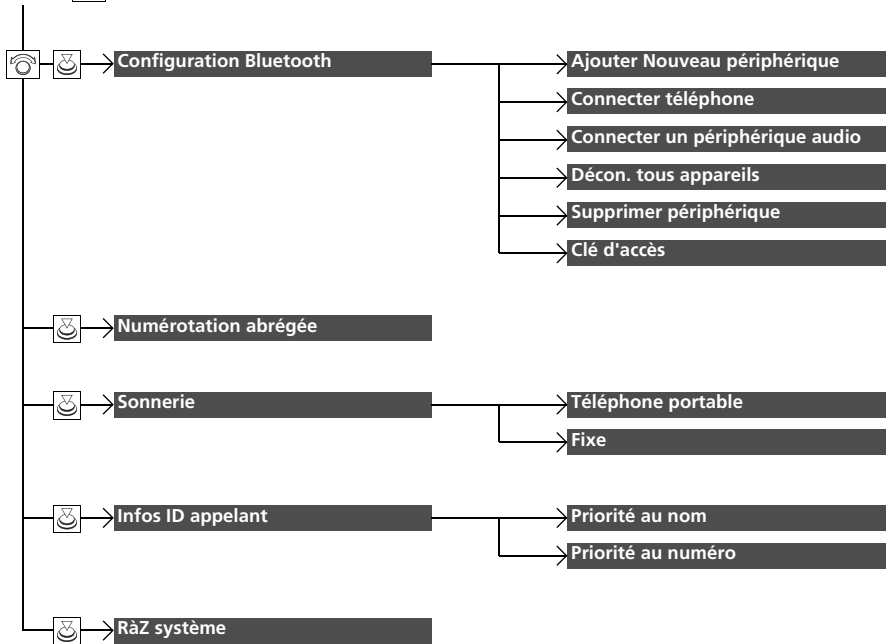 Configuration Bluetooth
Ajouter Nouveau périphérique
Connecter téléphone
Connecter un périphérique audio
Décon. tous appareils
Supprimer périphérique
Clé d'accès
Numérotation abrégée
Sonnerie
Téléphone portable
Fixe
Infos ID appelant
Priorité au nom
Priorité au numéro
RàZ système